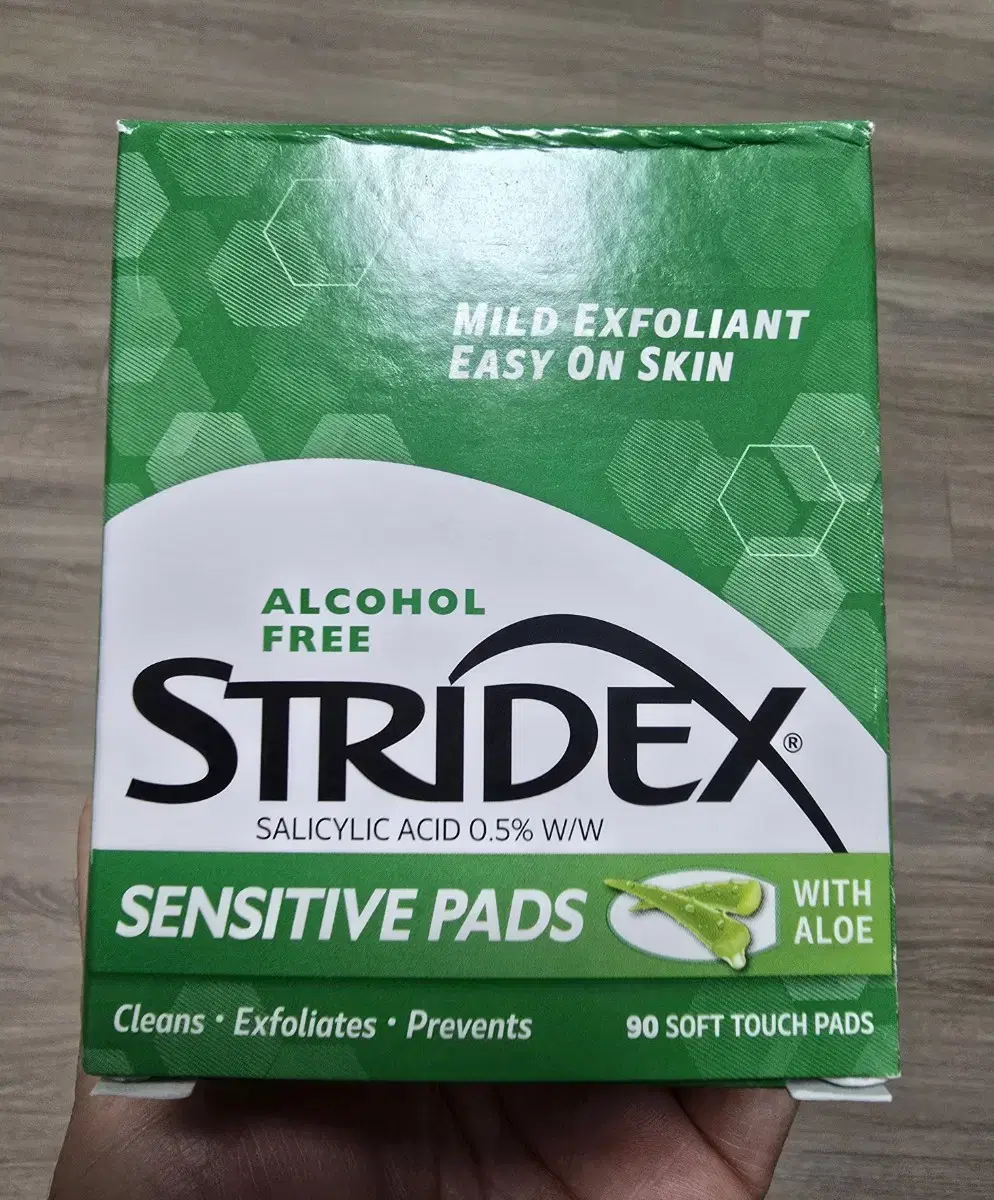 MILD EXFOLIANT
EASY ON SKIN
ALCOHOL
FREE
STRIDEX®
SALICYLIC ACID 0.5% W/W
SENSITIVE PADS
WITH
ALOE
Cleans • Exfoliates • Prevents
90 SOFT TOUCH PADS